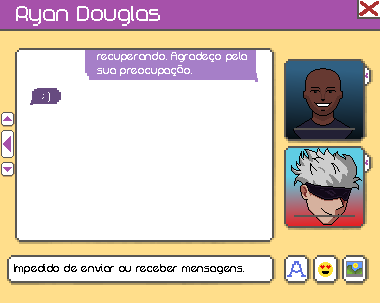 Ryan Douglas
recuperando. Agradeço pela
sua preocupação.
;)
Impedido de enviar ou receber mensagens.
A